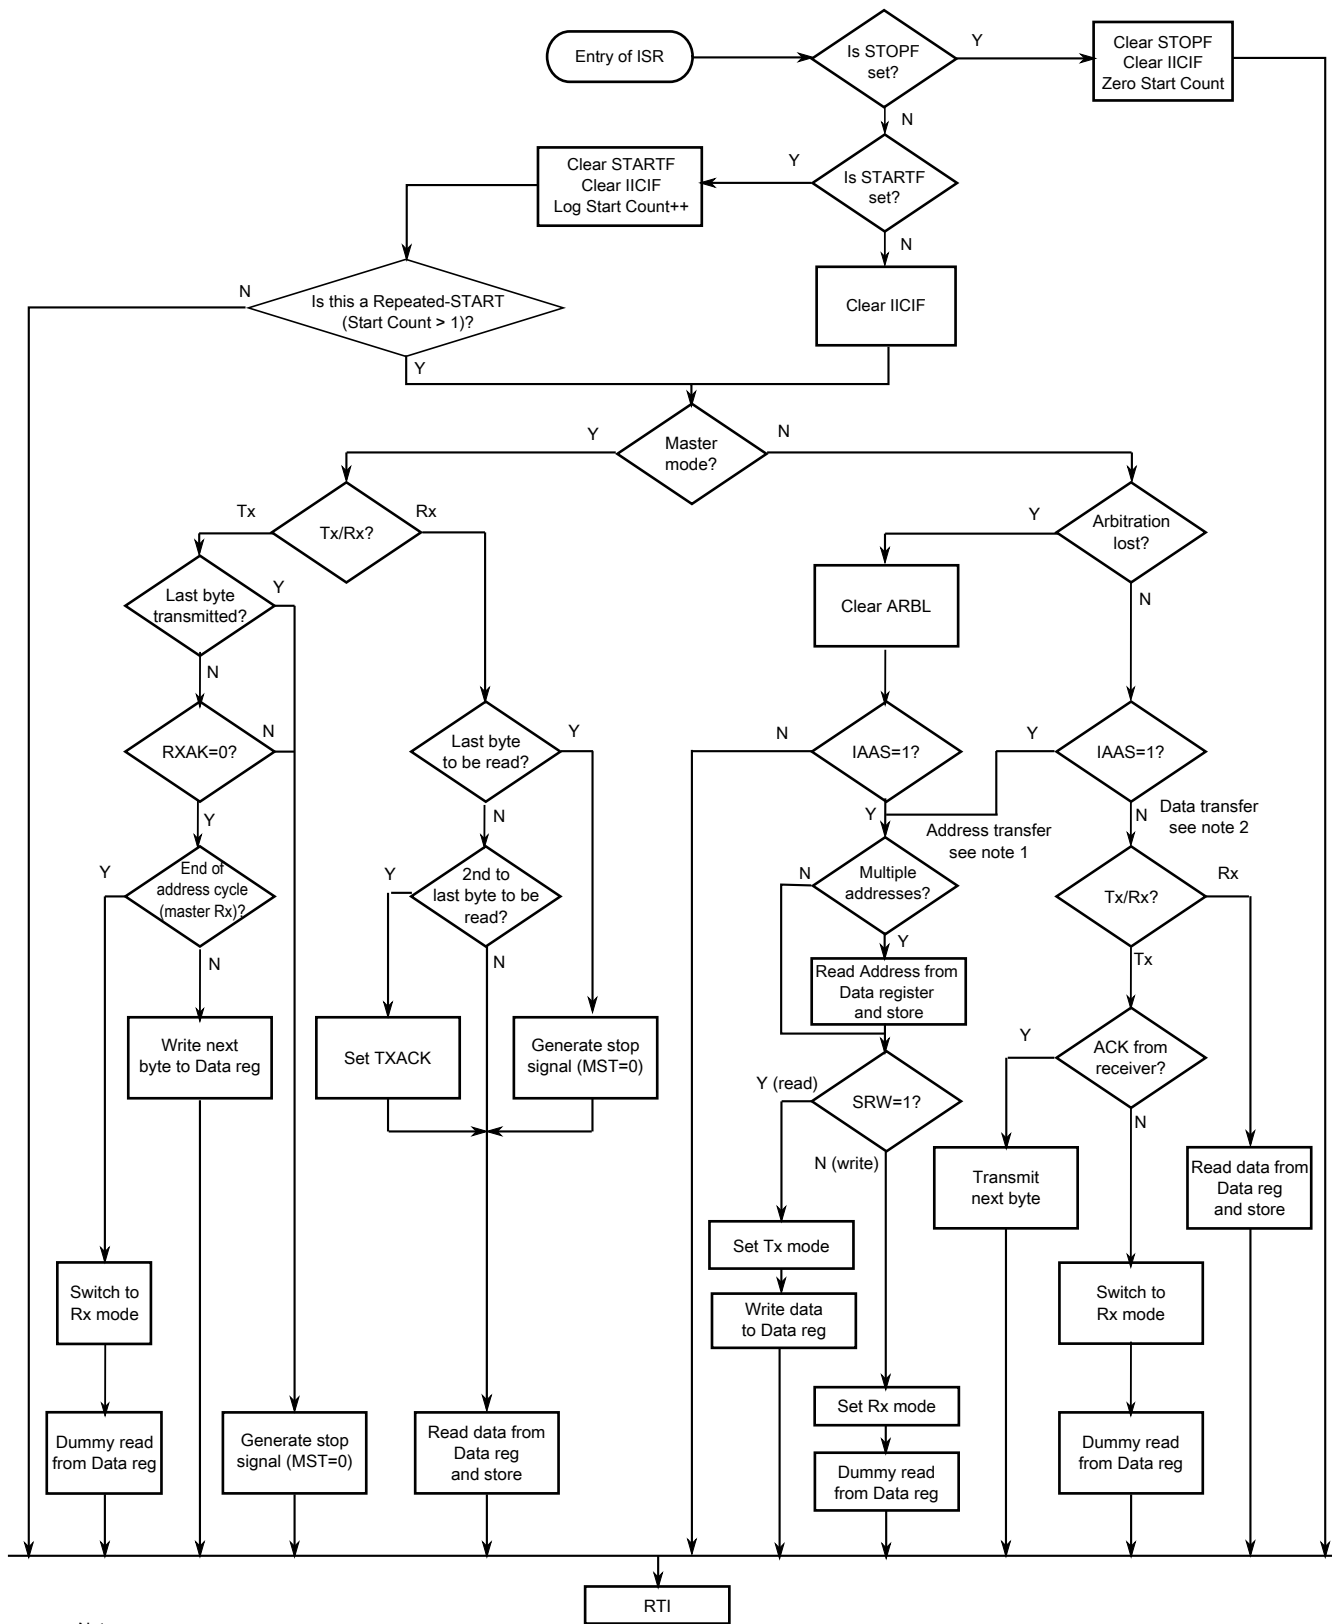 Entry of ISR
Is STOPF
set?
Y
Clear STOPF
Clear IICIF
Zero Start Count
N
Clear STARTF
Clear IICIF
Log Start Count++
Y
Is STARTF
set?
N
N
Is this a Repeated-START
(Start Count > 1)?
Clear IICIF
Y
Y
Master
mode?
N
Tx
Tx/Rx?
Rx
Y
Arbitration
lost?
Last byte
transmitted?
Y
Clear ARBL
N
N
RXAK=0?
N
Last byte
to be read?
Y
N
IAAS=1?
Y
IAAS=1?
Y
N
Y
Address transfer
see note 1
N
Data transfer
see note 2
Y
End of
address cycle
(master Rx)?
Y
2nd to
last byte to be
read?
N
Multiple
addresses?
Tx/Rx?
Rx
N
N
Y
Tx
Read Address from
Data register
and store
Write next
byte to Data reg
Set TXACK
Generate stop
signal (MST=0)
Y
ACK from
receiver?
Y (read)
SRW=1?
N
N (write)
Transmit
next byte
Read data from
Data reg
and store
Set Tx mode
Switch to
Rx mode
Write data
to Data reg
Switch to
Rx mode
Set Rx mode
Dummy read
from Data reg
Generate stop
signal (MST=0)
Read data from
Data reg
and store
Dummy read
from Data reg
Dummy read
from Data reg
RTI